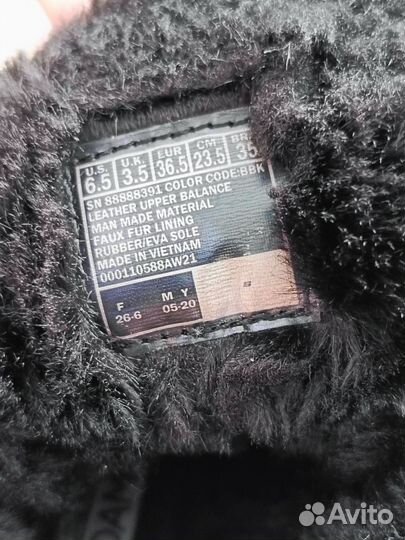 U.S. U.K. EUR CM BR
6.5 3.5 36.5 23.5 35
SN 88888391 COLOR CODE:BBK
LEATHER UPPER BALANCE
MAN MADE MATERIAL
FAUX FUR LINING
RUBBER/EVA SOLE
MADE IN VIETNAM
000110588AW21
F M Y
26-6 05-20
Avito